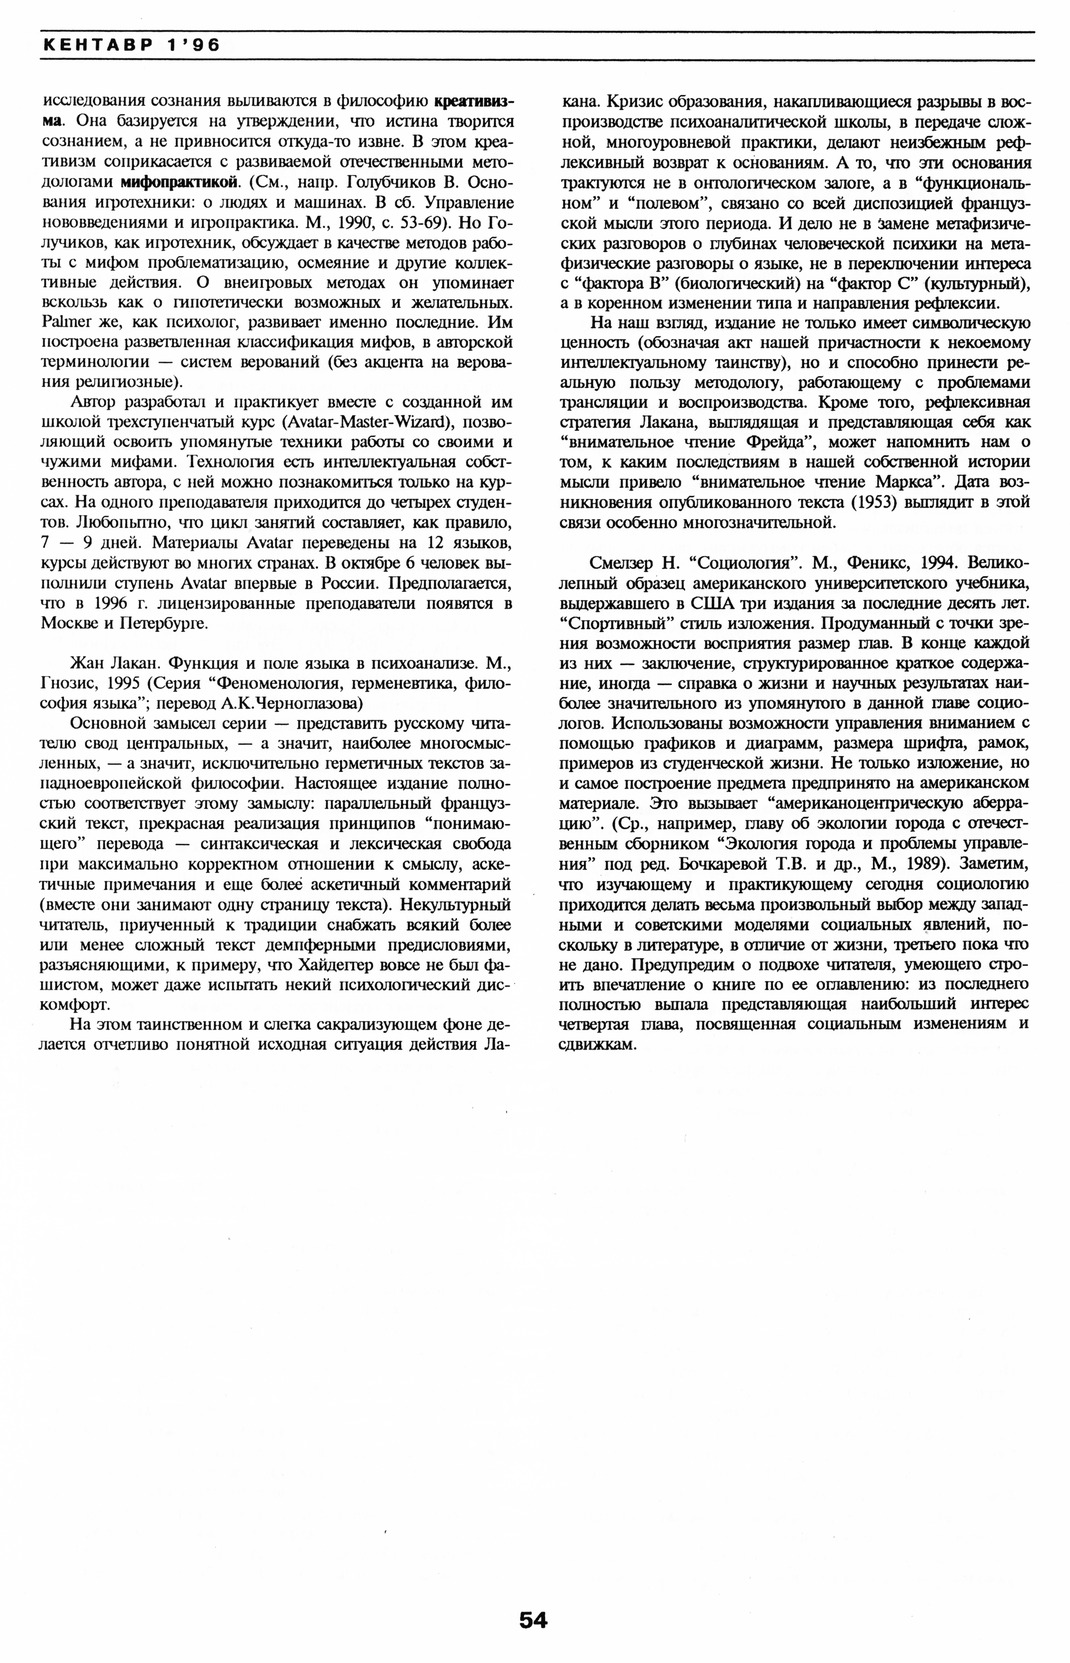 КЕНТАВР 1'96
исследования сознания выливаются в философию креативиз-
ма. Она базируется на утверждении, что истина творится
сознанием, а не привносится откуда-то извне. В этом креа-
тивизм соприкасается с развиваемой отечественными мето-
дологами мифопрактикой. (См., напр. Голубчиков В. Осно-
вания игротехники: о людях и машинах. В сб. Управление
нововведениями и игропрактика. М., 1990, с. 53-69). Но Го-
лучиков, как игротехник, обсуждает в качестве методов рабо-
ты с мифом проблематизацию, осмеяние и другие коллек-
тивные действия. О внеигровых методах он упоминает
вскользь как о гипотетически возможных и желательных.
Palmer же, как психолог, развивает именно последние. Им
построена разветвленная классификация мифов, в авторской
терминологии — систем верований (без акцента на верова-
ния религиозные).
Автор разработал и практикует вместе с созданной им
школой трехступенчатый курс (Avatar-Master-Wizard), позво-
ляющий освоить упомянутые техники работы со своими и
чужими мифами. Технология есть интеллектуальная собст-
венность автора, с ней можно познакомиться только на кур-
сах. На одного преподавателя приходится до четырех студен-
тов. Любопытно, что цикл занятий составляет, как правило,
7 — 9 дней. Материалы Avatar переведены на 12 языков,
курсы действуют во многих странах. В октябре 6 человек вы-
полнили ступень Avatar впервые в России. Предполагается,
что в 1996 г. лицензированные преподаватели появятся в
Москве и Петербурге.
Жан Лакан. Функция и поле языка в психоанализе. М.,
Гнозис, 1995 (Серия “Феноменология, герменевтика, фило-
софия языка”; перевод А.К.Черноглазова)
Основной замысел серии — представить русскому чита-
телю свод центральных, — а значит, наиболее многосмыс-
ленных, — а значит, исключительно герметичных текстов за-
падноевропейской философии. Настоящее издание полно-
стью соответствует этому замыслу: параллельный француз-
ский текст, прекрасная реализация принципов “понимаю-
щего” перевода — синтаксическая и лексическая свобода
при максимально корректном отношении к смыслу, аске-
тичные примечания и еще более аскетичный комментарий
(вместе они занимают одну страницу текста). Некультурный
читатель, приученный к традиции снабжать всякий более
или менее сложный текст демпферными предисловиями,
разъясняющими, к примеру, что Хайдеггер вовсе не был фа-
шистом, может даже испытать некий психологический дис-
комфорт.
На этом таинственном и слегка сакрализующем фоне де-
лается отчетливо понятной исходная ситуация действия Ла-
кана. Кризис образования, накапливающиеся разрывы в вос-
производстве психоаналитической школы, в передаче слож-
ной, многоуровневой практики, делают неизбежным реф-
лексивный возврат к основаниям. А то, что эти основания
трактуются не в онтологическом залоге, а в “функциональ-
ном” и “полевом”, связано со всей диспозицией француз-
ской мысли этого периода. И дело не в замене метафизиче-
ских разговоров о глубинах человеческой психики на мета-
физические разговоры о языке, не в переключении интереса
с “фактора В” (биологический) на “фактор С” (культурный),
а в коренном изменении типа и направления рефлексии.
На наш взгляд, издание не только имеет символическую
ценность (обозначая акт нашей причастности к некоемому
интеллектуальному таинству), но и способно принести ре-
альную пользу методологу, работающему с проблемами
трансляции и воспроизводства. Кроме того, рефлексивная
стратегия Лакана, выглядящая и представляющая себя как
“внимательное чтение Фрейда”, может напомнить нам о
том, к каким последствиям в нашей собственной истории
мысли привело “внимательное чтение Маркса”. Дата воз-
никновения опубликованного текста (1953) выглядит в этой
связи особенно многозначительной.
Смелзер Н. “Социология”. М., Феникс, 1994. Велико-
лепный образец американского университетского учебника,
выдержавшего в США три издания за последние десять лет.
“Спортивный” стиль изложения. Продуманный с точки зре-
ния возможности восприятия размер глав. В конце каждой
из них — заключение, структурированное краткое содержа-
ние, иногда — справка о жизни и научных результатах наи-
более значительного из упомянутого в данной главе социо-
логов. Использованы возможности управления вниманием с
помощью графиков и диаграмм, размера шрифта, рамок,
примеров из студенческой жизни. Не только изложение, но
и самое построение предмета предпринято на американском
материале. Это вызывает “американоцентрическую аберра-
цию”. (Ср., например, главу об экологии города с отечест-
венным сборником “Экология города и проблемы управле-
ния” под ред. Бочкаревой Т.В. и др., М., 1989). Заметим,
что изучающему и практикующему сегодня социологию
приходится делать весьма произвольный выбор между запад-
ными и советскими моделями социальных явлений, по-
скольку в литературе, в отличие от жизни, третьего пока что
не дано. Предупредим о подвохе читателя, умеющего стро-
ить впечатление о книге по ее оглавлению: из последнего
полностью выпала представляющая наибольший интерес
четвертая глава, посвященная социальным изменениям и
сдвижкам.
54